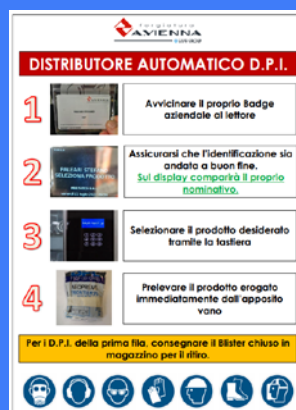 forgiatura
AVIENNA
DISTRIBUTORE AUTOMATICO D.P.I.
1
Avvicinare il proprio Badge
aziendale al lettore
2
Assicurarsi che l'identificazione sia
andata a buon fine.
Sul display comparirà il proprio
nominativo.
3
Selezionare il prodotto desiderato
tramite la tastiera
4
Prelevare il prodotto erogato
immediatamente dall'apposito
vano
Per i D.P.I. della prima fila, consegnare il Blister chiuso in
magazzino per il ritiro.